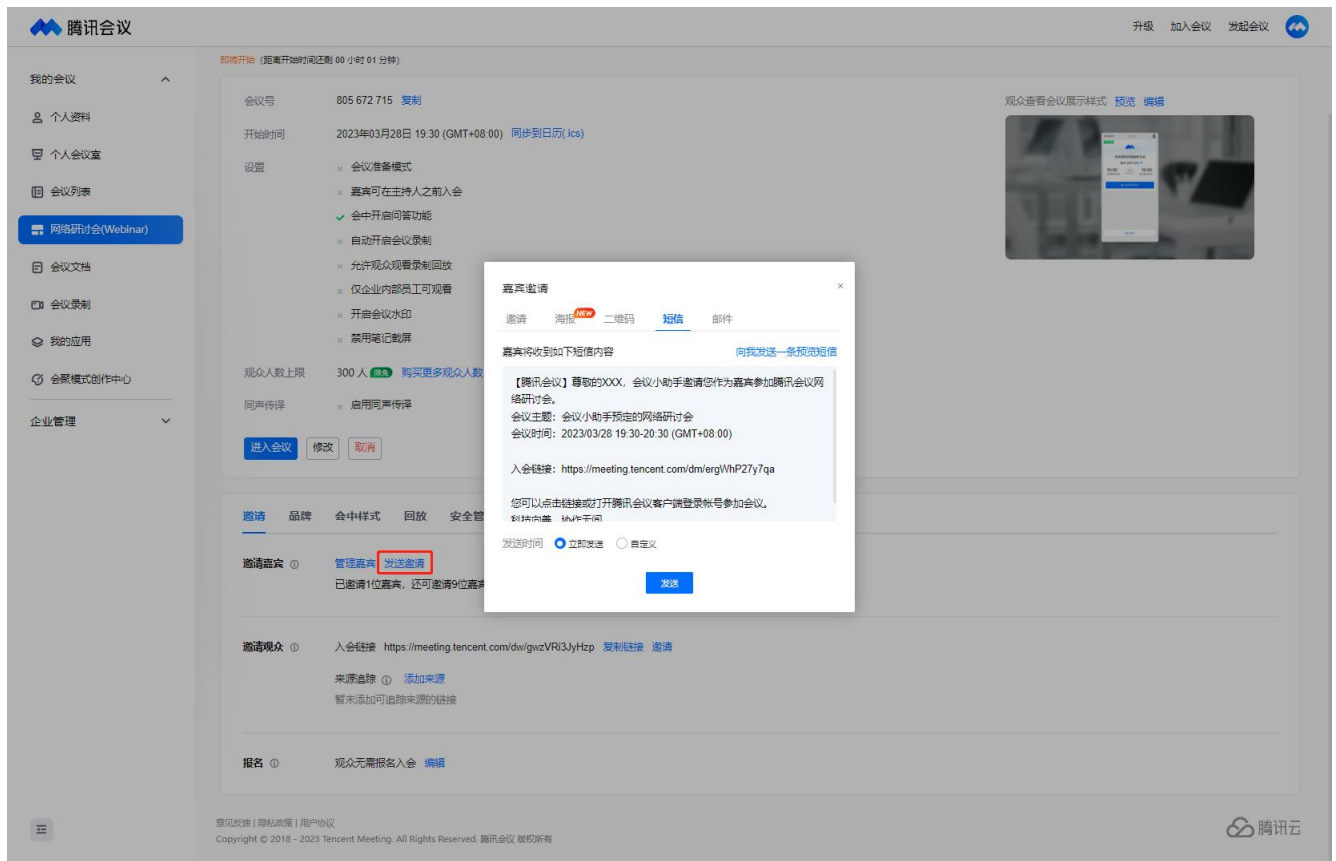 腾讯会议
升级 加入会议 发起会议
我的会议
个人资料
个人会议室
会议列表
网络研讨会(Webinar)
会议文档
会议录制
我的应用
会聚模式创作中心
企业管理
即将开始 (距离开始时间还剩 00 小时 01 分钟)
会议号 805 672 715 复制
开始时间 2023年03月28日 19:30 (GMT+08:00) 同步到日历(.ics)
设置 会议准备模式
嘉宾可在主持人之前入会
会中开启问答功能
自动开启会议录制
允许观众观看录制回放
仅企业内部员工可观看
开启会议水印
禁用笔记截屏
观众人数上限 300 人 限免 购买更多观众人数
同声传译 启用同声传译
进入会议 修改 取消
观众查看会议展示样式 预览 编辑
嘉宾邀请
邀请 海报 NEW 二维码 短信 邮件
嘉宾将收到如下短信内容 向我发送一条预览短信
【腾讯会议】尊敬的XXX，会议小助手邀请您作为嘉宾参加腾讯会议网
络研讨会。
会议主题：会议小助手预定的网络研讨会
会议时间：2023/03/28 19:30-20:30 (GMT+08:00)
入会链接：https://meeting.tencent.com/dm/ergWhP27y7qa
您可以点击链接或打开腾讯会议客户端登录帐号参加会议。
科技向善，协作无间
发送时间 立即发送 自定义
发送
邀请 品牌 会中样式 回放 安全管
邀请嘉宾 管理嘉宾 发送邀请
已邀请1位嘉宾，还可邀请9位嘉宾
邀请观众 入会链接 https://meeting.tencent.com/dw/gwzVRi3JyHzp 复制链接 邀请
来源追踪 添加来源
暂未添加可追踪来源的链接
报名 观众无需报名入会 编辑
意见反馈 | 隐私政策 | 用户协议
Copyright © 2018 - 2023 Tencent Meeting. All Rights Reserved. 腾讯会议 版权所有
腾讯云